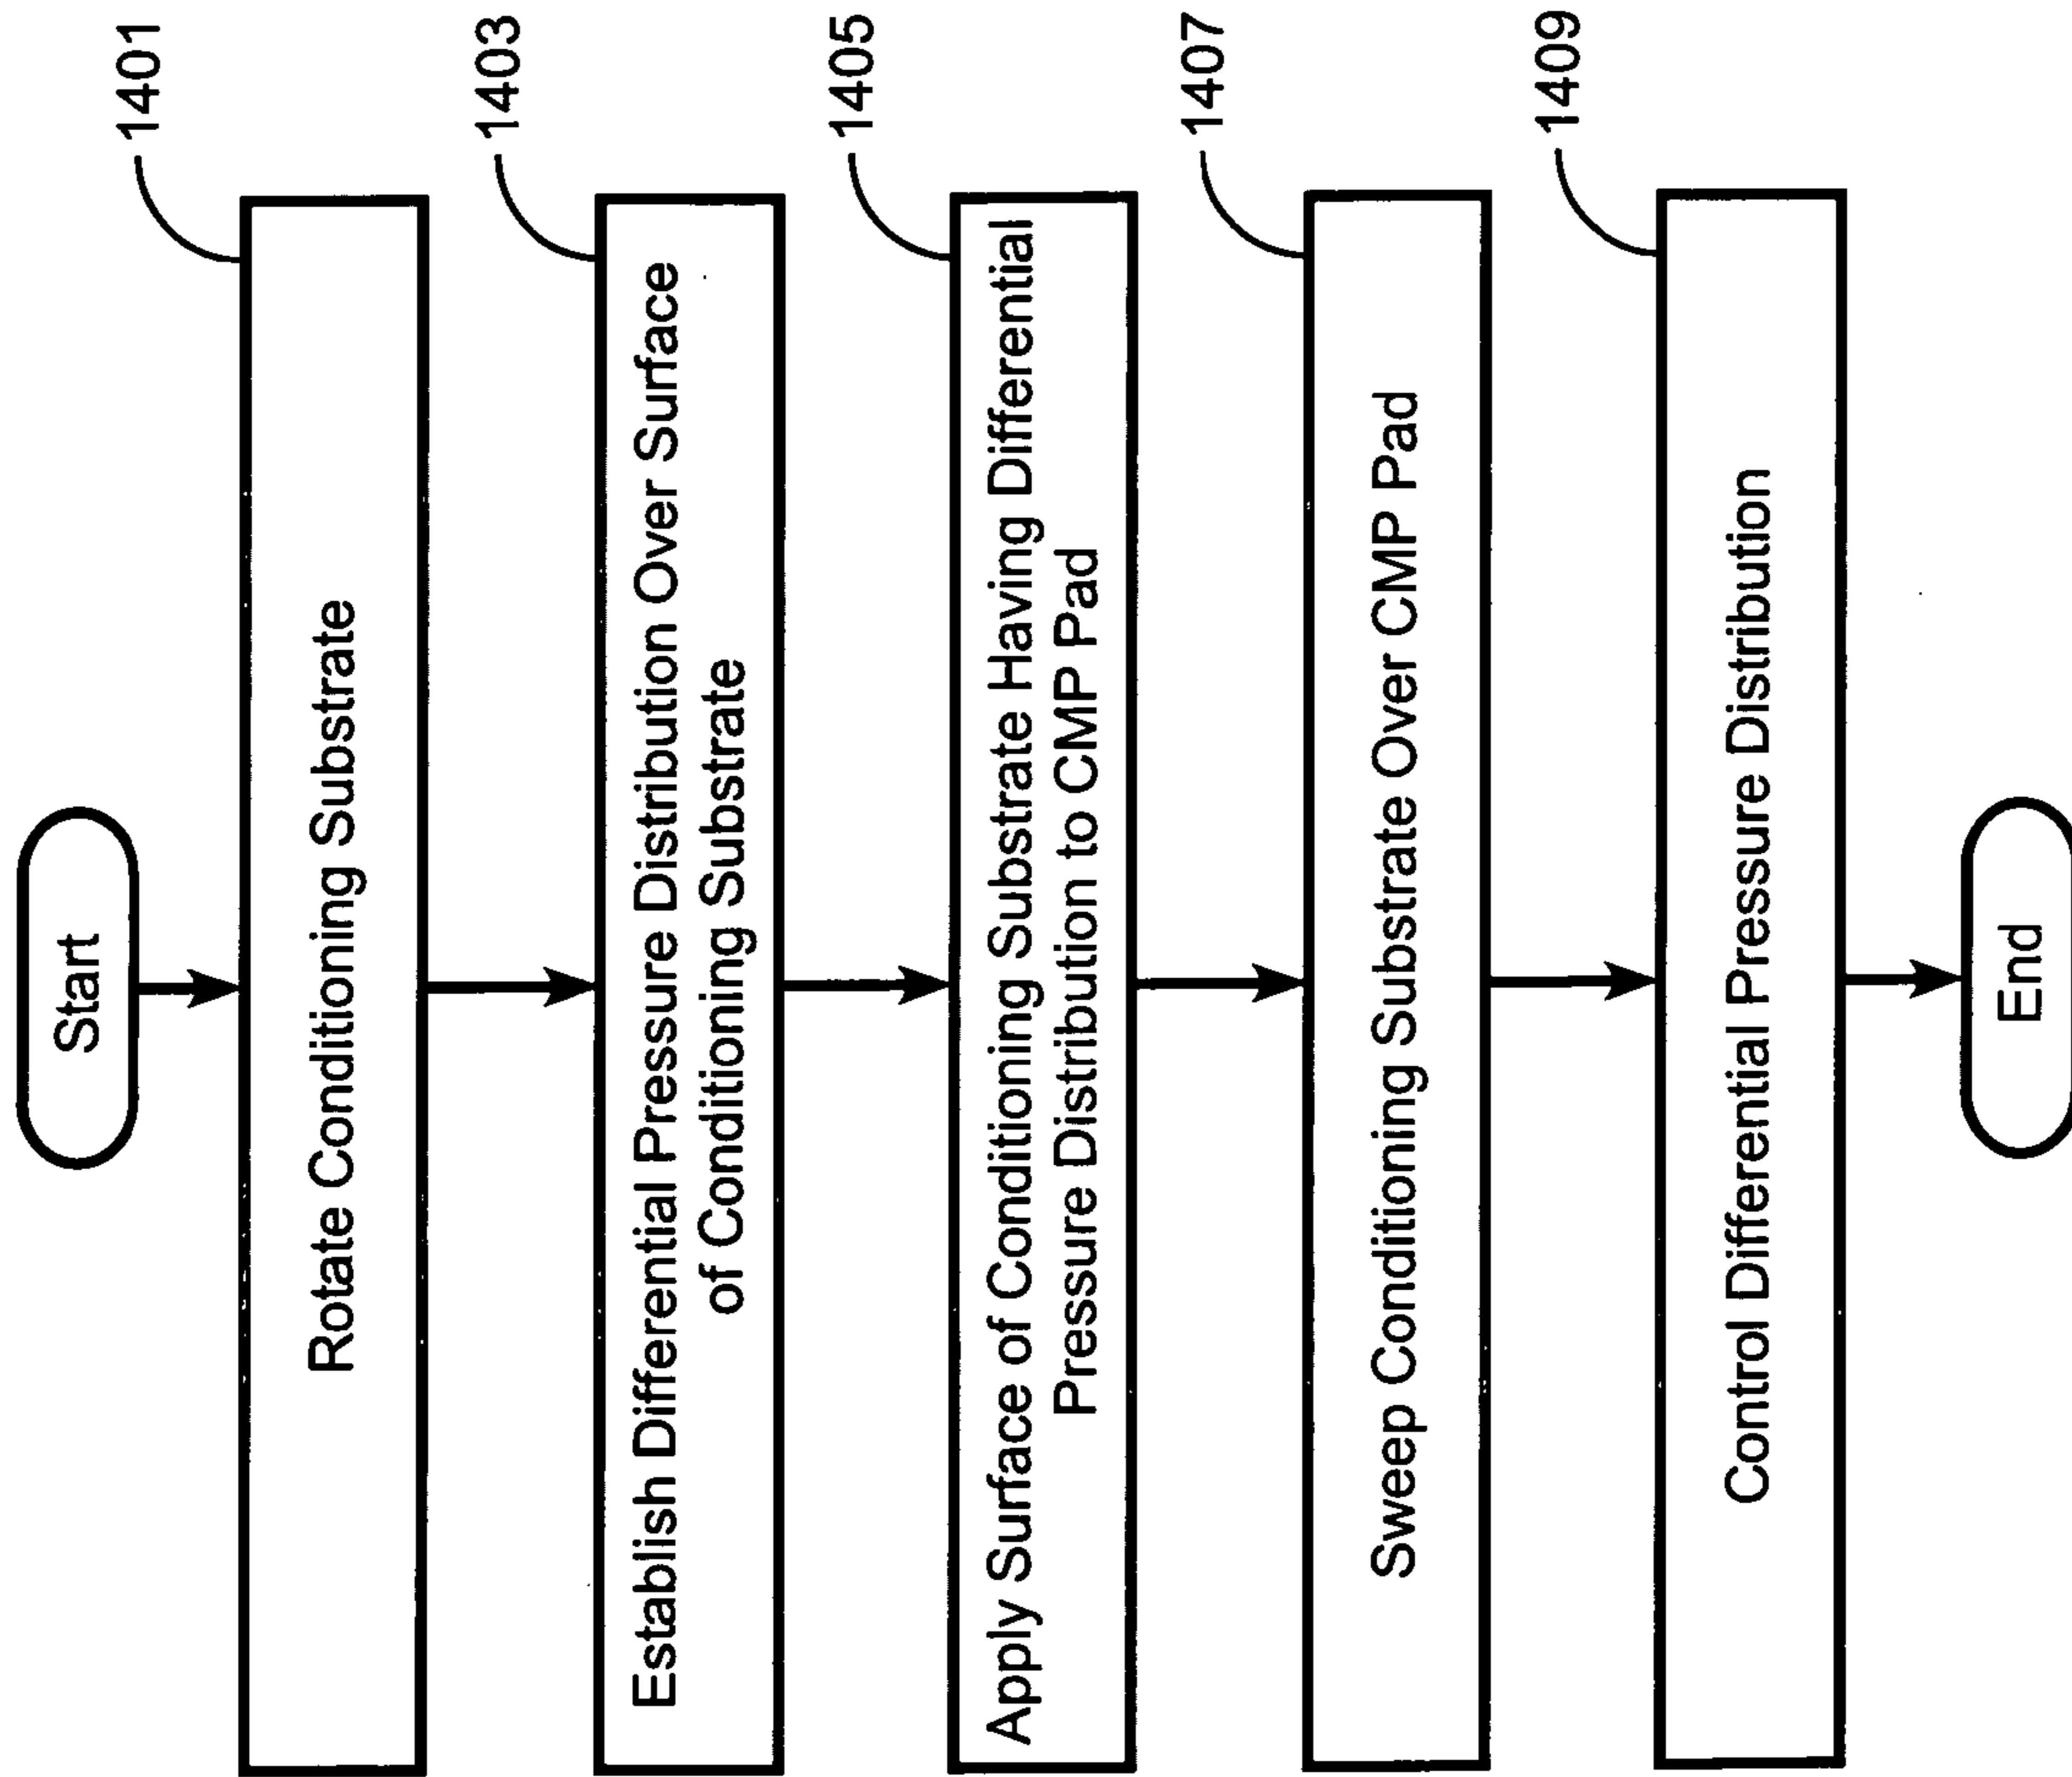 Start
1401
Rotate Conditioning Substrate
1403
Establish Differential Pressure Distribution Over Surface
of Conditioning Substrate
1405
Apply Surface of Conditioning Substrate Having Differential
Pressure Distribution to CMP Pad
1407
Sweep Conditioning Substrate Over CMP Pad
1409
Control Differential Pressure Distribution
End